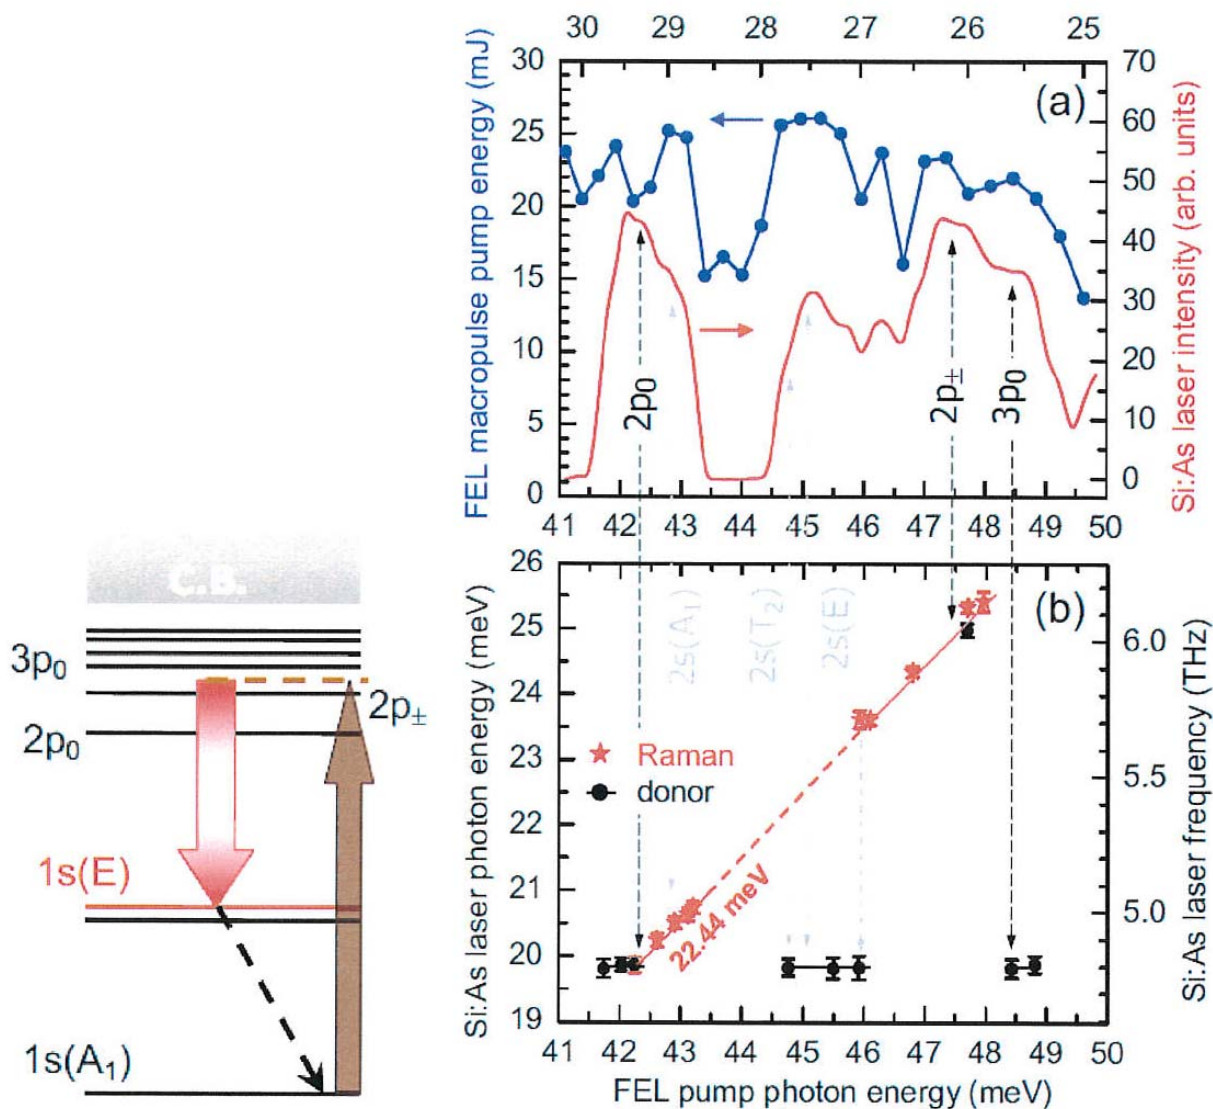 30 29 28 27 26 25
FEL macropulse pump energy (mJ)
30
25
20
15
10
5
0
(a)
70
60
50
40
30
20
10
0
Si:As laser intensity (arb. units)
2p₀
2p±
3p₀
41 42 43 44 45 46 47 48 49 50
C.B.
3p₀
2p±
2p₀
1s(E)
1s(A₁)
Si:As laser photon energy (meV)
26
25
24
23
22
21
20
19
(b)
2s(A₁)
2s(T₂)
2s(E)
Raman
donor
22.44 meV
6.0
5.5
5.0
Si:As laser frequency (THz)
41 42 43 44 45 46 47 48 49 50
FEL pump photon energy (meV)